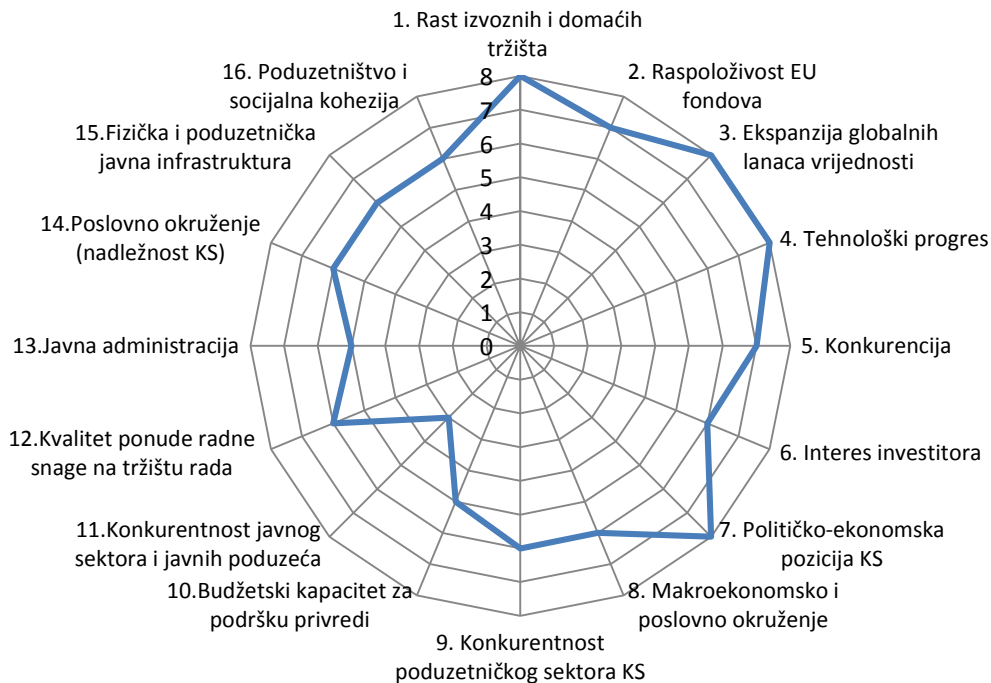 1. Rast izvoznih i domaćih
tržišta
2. Raspoloživost EU
fondova
3. Ekspanzija globalnih
lanaca vrijednosti
4. Tehnološki progres
5. Konkurencija
6. Interes investitora
7. Političko-ekonomska
pozicija KS
8. Makroekonomsko i
poslovno okruženje
9. Konkurentnost
poduzetničkog sektora KS
10.Budžetski kapacitet za
podršku privredi
11.Konkurentnost javnog
sektora i javnih poduzeća
12.Kvalitet ponude radne
snage na tržištu rada
13.Javna administracija
14.Poslovno okruženje
(nadležnost KS)
15.Fizička i poduzetnička
javna infrastruktura
16. Poduzetništvo i
socijalna kohezija
8
7
6
5
4
3
2
1
0